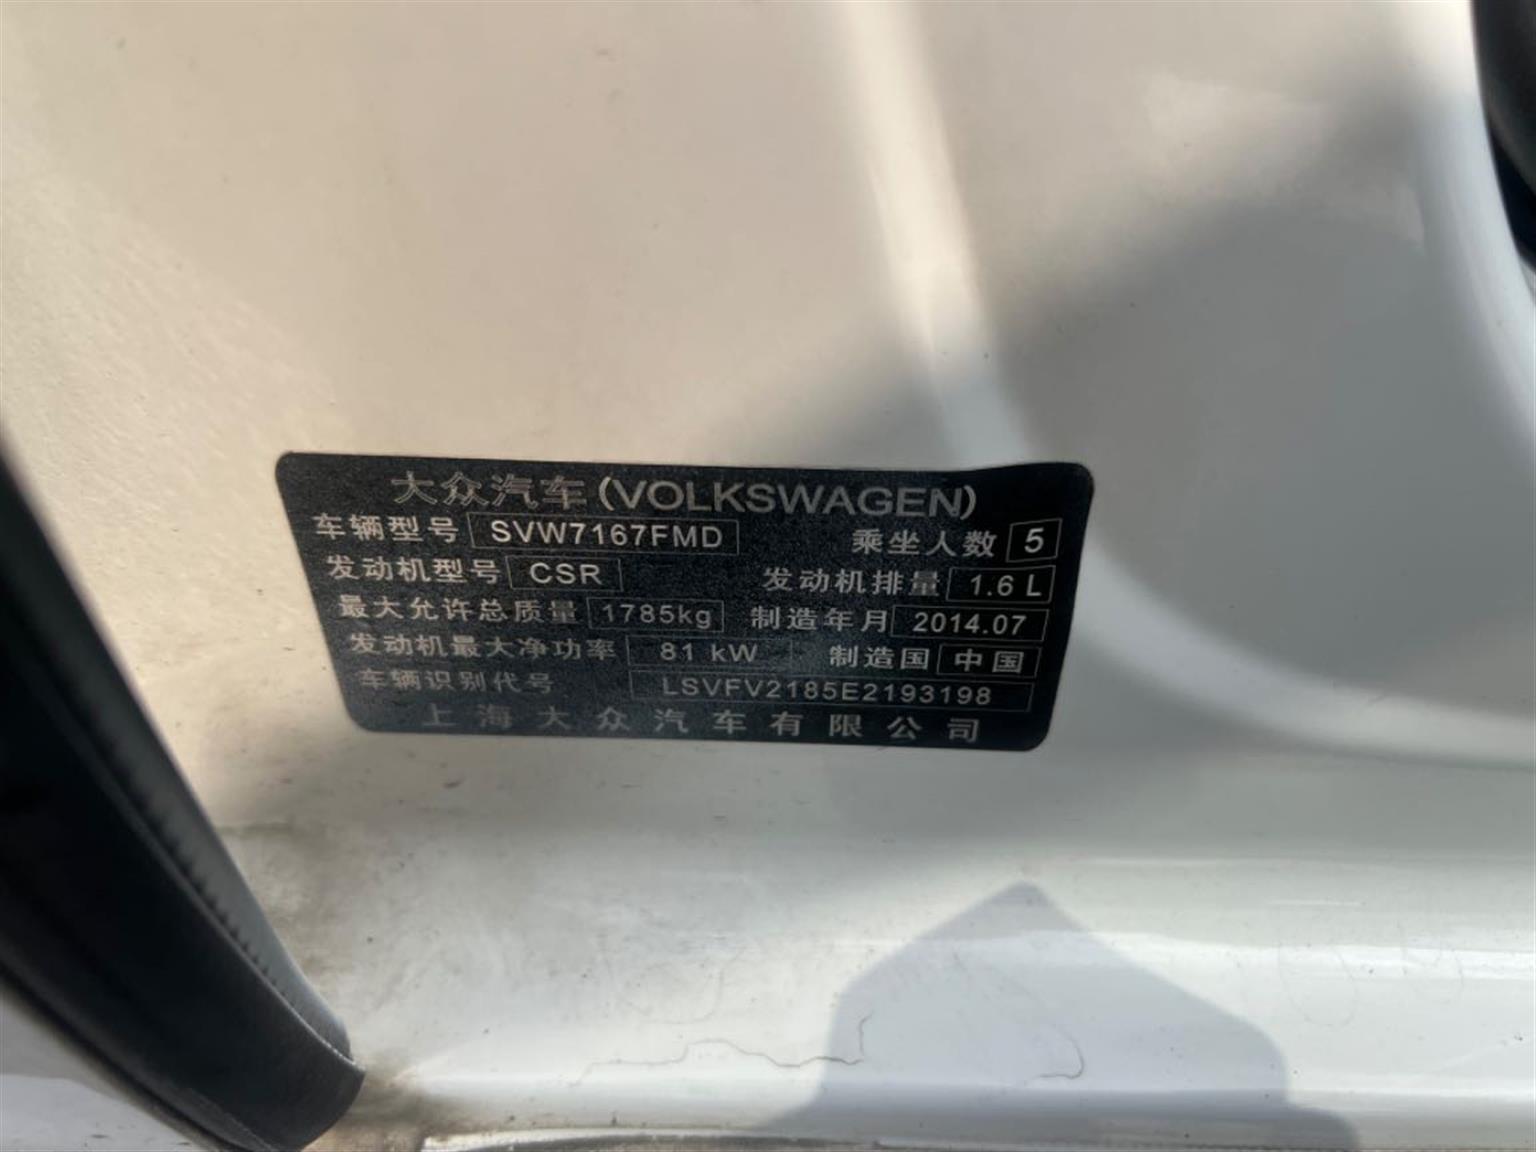 大众汽车(VOLKSWAGEN)
车辆型号 SVW7167FMD 乘坐人数 5
发动机型号 CSR 发动机排量 1.6 L
最大允许总质量 1785kg 制造年月 2014.07
发动机最大净功率 81 kW 制造国 中国
车辆识别代号 LSVFV2185E2193198
上海大众汽车有限公司